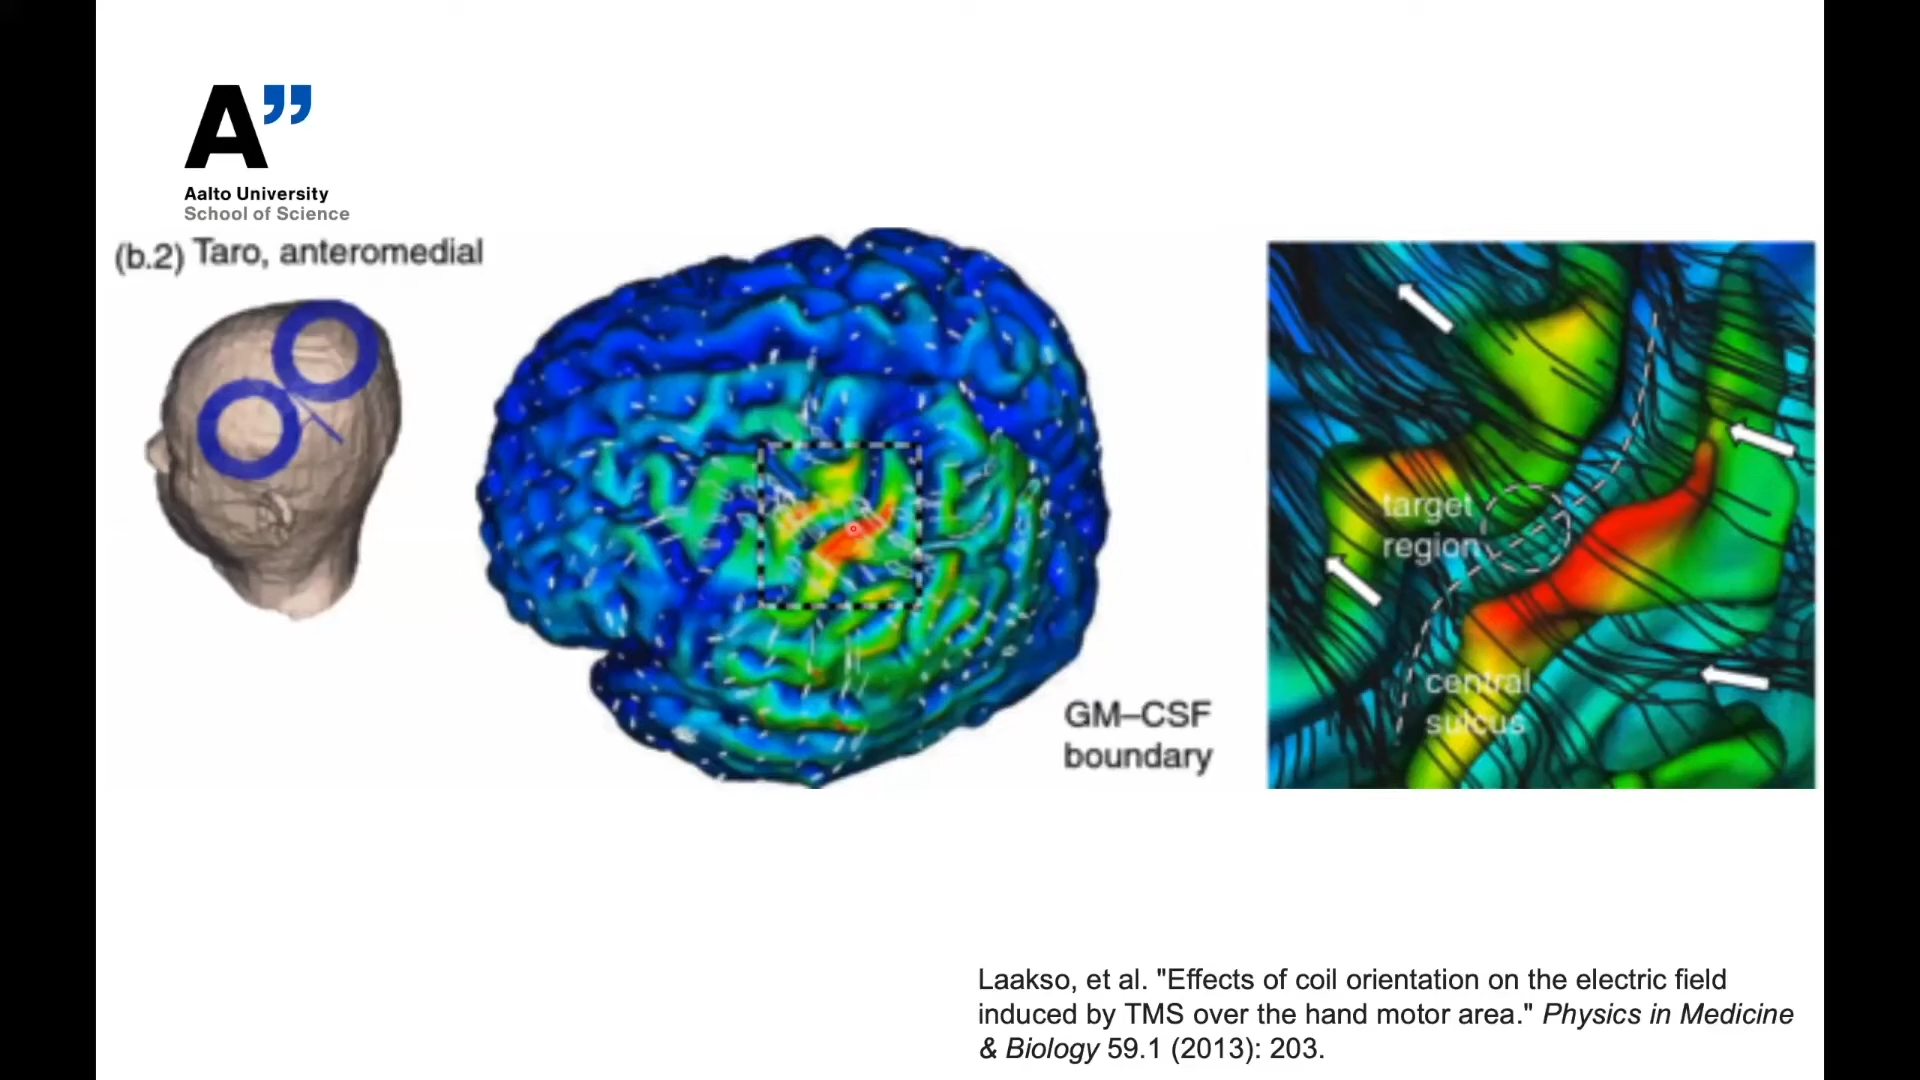 A”
Aalto University
School of Science
(b.2) Taro, anteromedial
GM–CSF
boundary
target
region
central
sulcus
Laakso, et al. "Effects of coil orientation on the electric field
induced by TMS over the hand motor area." Physics in Medicine
& Biology 59.1 (2013): 203.